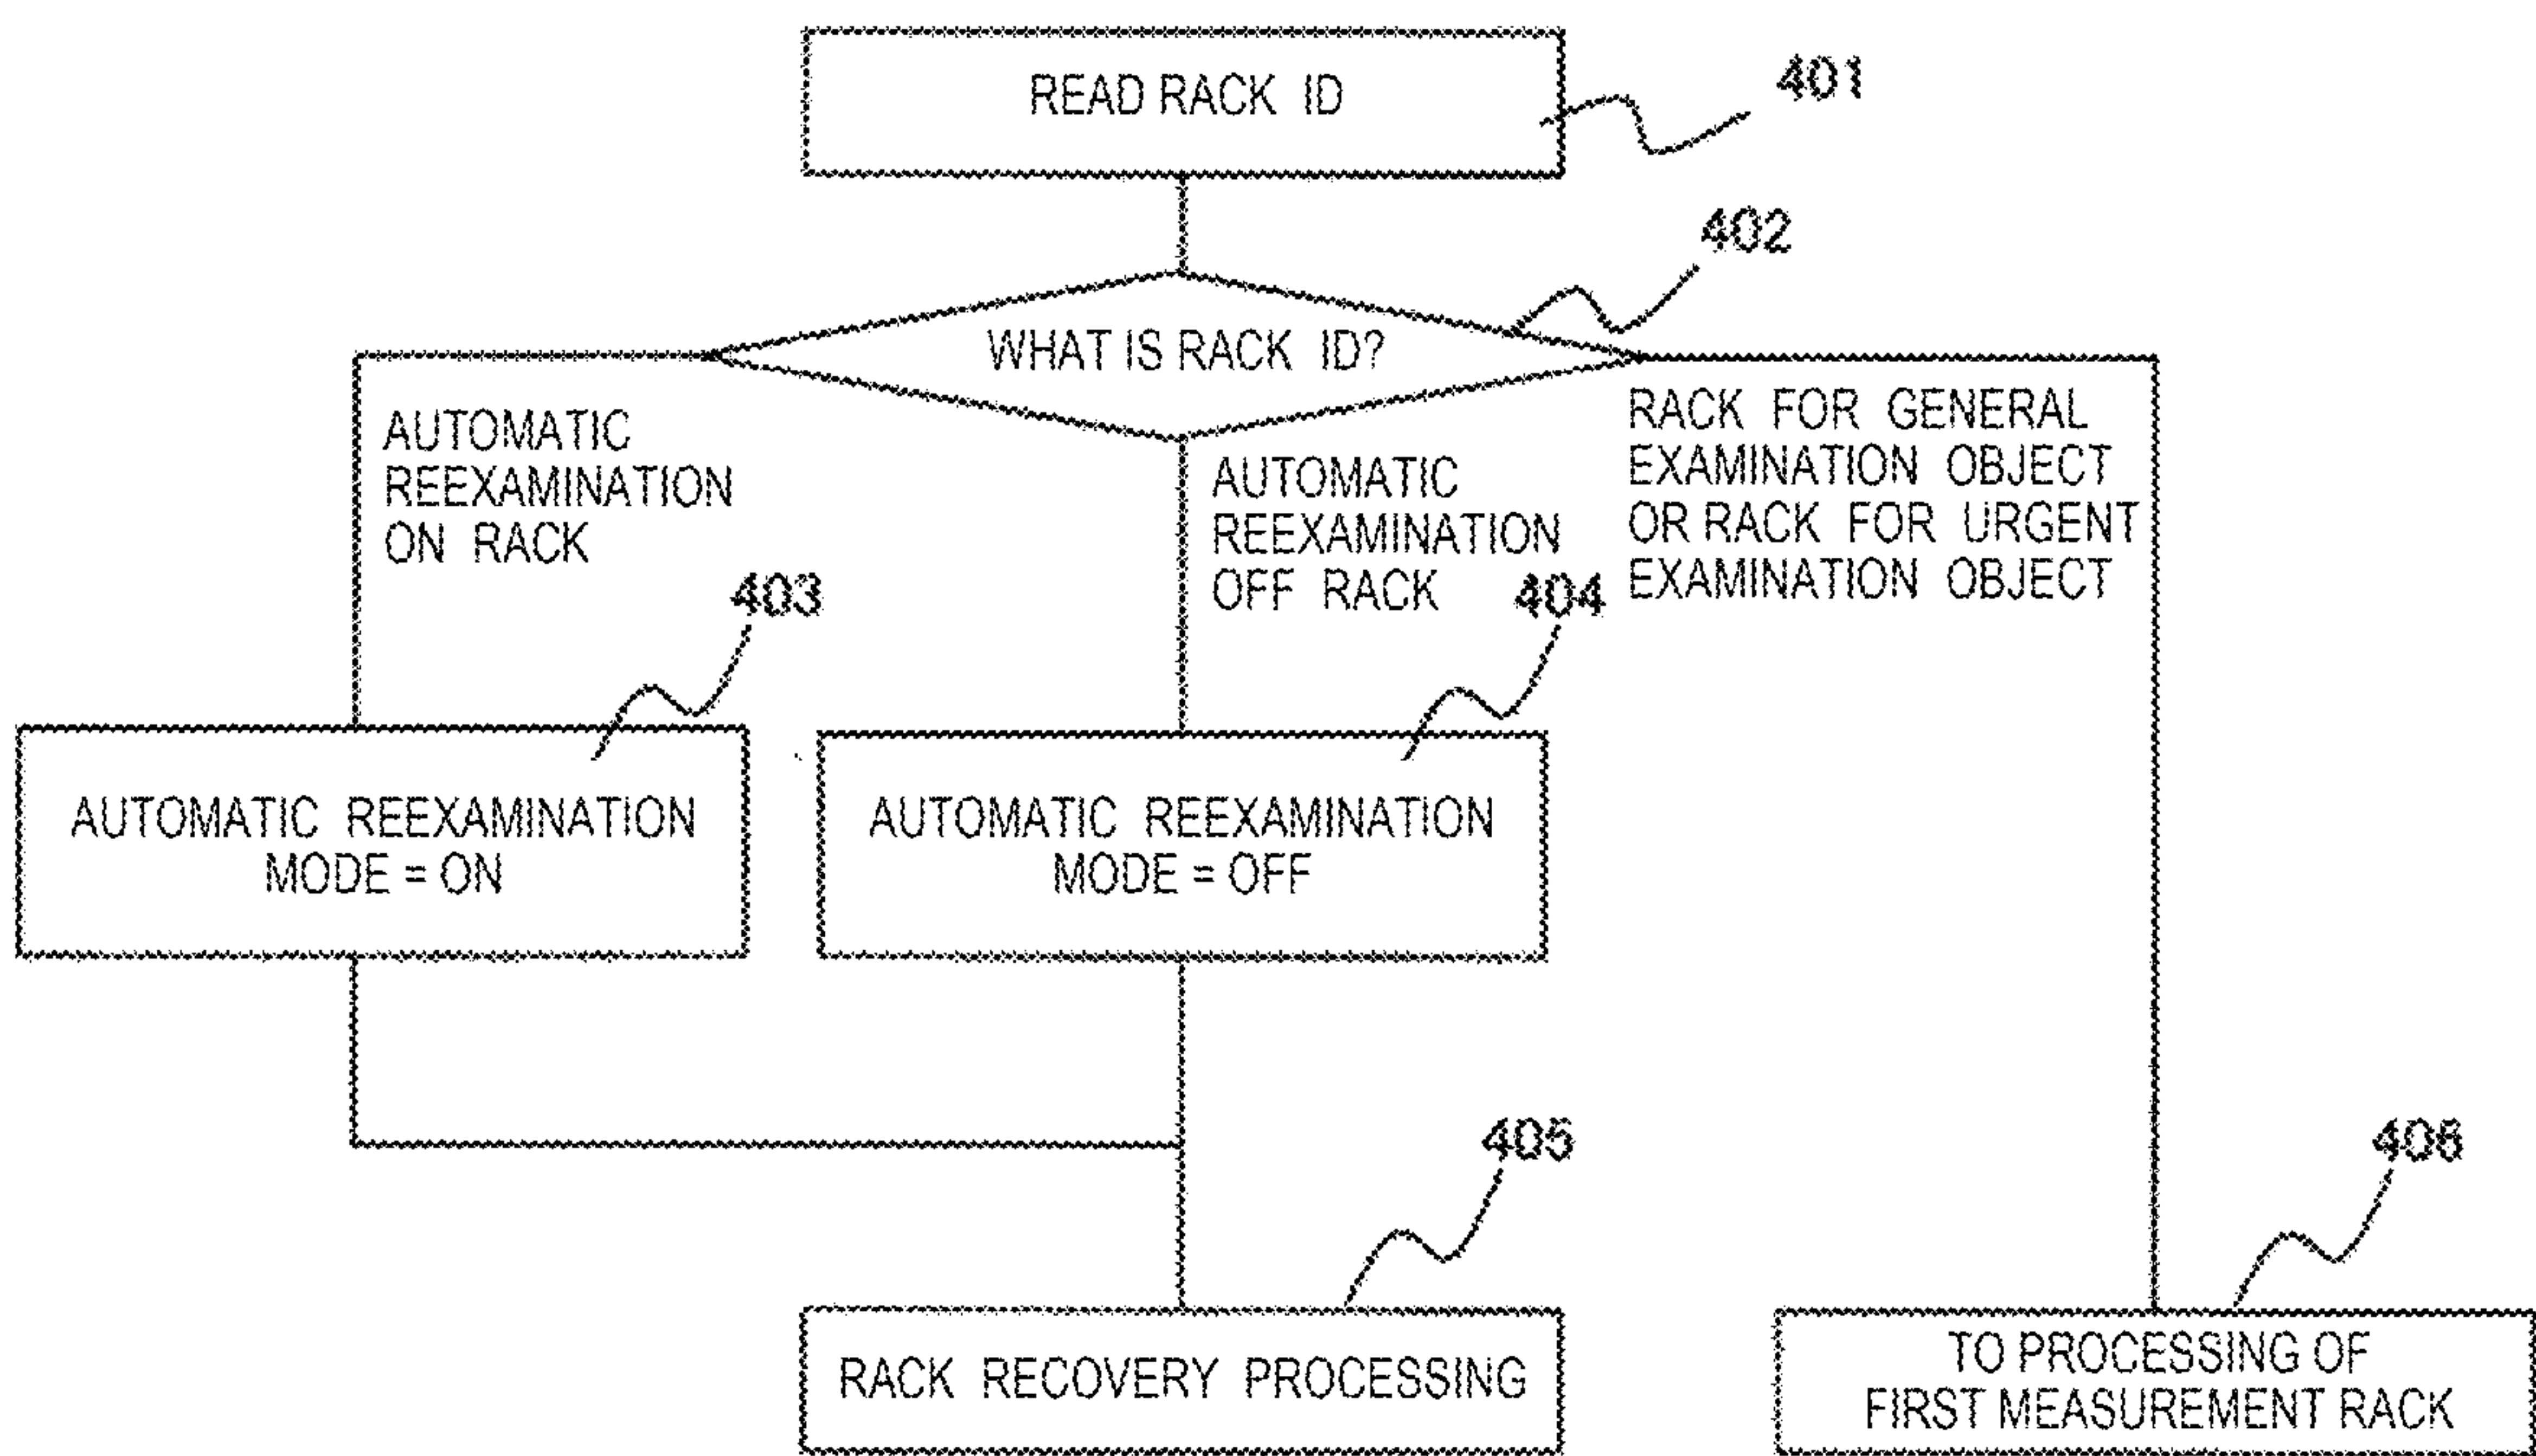 READ RACK ID
401
402
WHAT IS RACK ID?
AUTOMATIC
REEXAMINATION
ON RACK
AUTOMATIC
REEXAMINATION
OFF RACK
RACK FOR GENERAL
EXAMINATION OBJECT
OR RACK FOR URGENT
EXAMINATION OBJECT
403
404
AUTOMATIC REEXAMINATION
MODE = ON
AUTOMATIC REEXAMINATION
MODE = OFF
405
406
RACK RECOVERY PROCESSING
TO PROCESSING OF
FIRST MEASUREMENT RACK